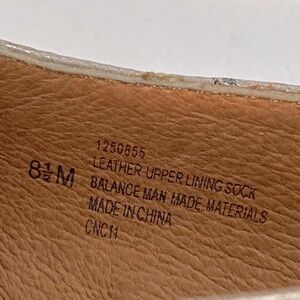 1250855
8½M
LEATHER UPPER LINING SOCK
BALANCE MAN MADE MATERIALS
MADE IN CHINA
CNC11